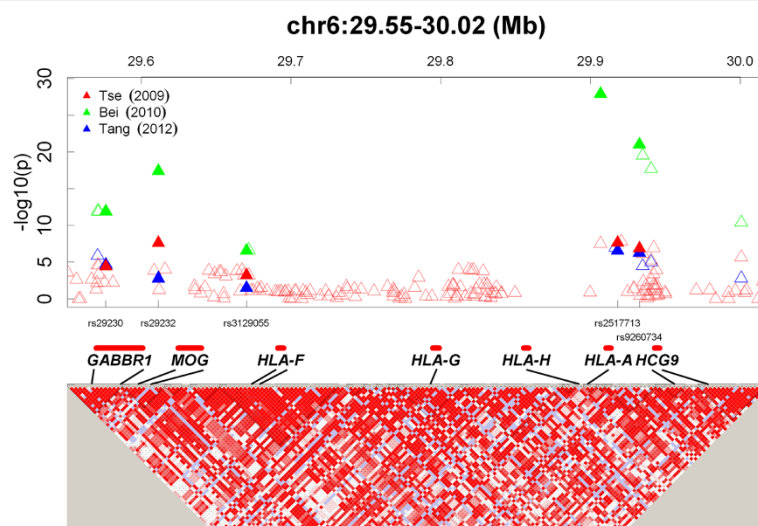 chr6:29.55-30.02 (Mb)
29.6 29.7 29.8 29.9 30.0
30
20
10
5
0
-log10(p)
Tse (2009)
Bei (2010)
Tang (2012)
rs29230 rs29232 rs3129055 rs2517713
rs9260734
GABBR1 MOG HLA-F HLA-G HLA-H HLA-A HCG9